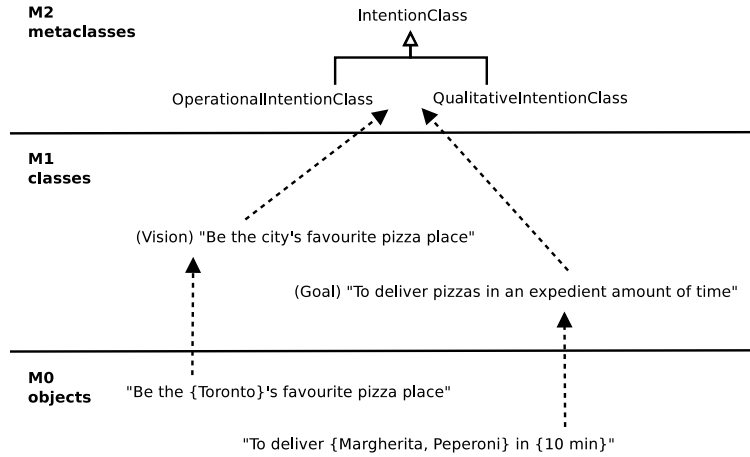 M2
metaclasses
IntentionClass
OperationalIntentionClass
QualitativeIntentionClass
M1
classes
(Vision) "Be the city's favourite pizza place"
(Goal) "To deliver pizzas in an expedient amount of time"
M0
objects
"Be the {Toronto}'s favourite pizza place"
"To deliver {Margherita, Peperoni} in {10 min}"